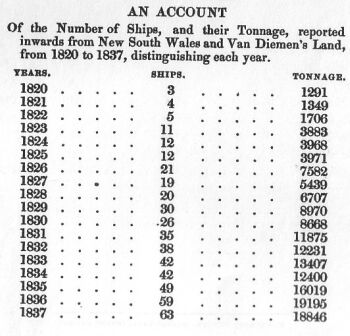 AN ACCOUNT
Of the Number of Ships, and their Tonnage, reported
inwards from New South Wales and Van Diemen's Land,
from 1820 to 1837, distinguishing each year.
YEARS. SHIPS. TONNAGE.
1820 . . . . . 3 . . . . . 1291
1821 . . . . . 4 . . . . . 1349
1822 . . . . . 5 . . . . . 1706
1823 . . . . . 11 . . . . . 3883
1824 . . . . . 12 . . . . . 3968
1825 . . . . . 12 . . . . . 3971
1826 . . . . . 21 . . . . . 7582
1827 . . . . . 19 . . . . . 5439
1828 . . . . . 20 . . . . . 6707
1829 . . . . . 30 . . . . . 8970
1830 . . . . . 26 . . . . . 8668
1831 . . . . . 35 . . . . . 11875
1832 . . . . . 38 . . . . . 12231
1833 . . . . . 42 . . . . . 13407
1834 . . . . . 42 . . . . . 12400
1835 . . . . . 49 . . . . . 16019
1836 . . . . . 59 . . . . . 19195
1837 . . . . . 63 . . . . . 18846